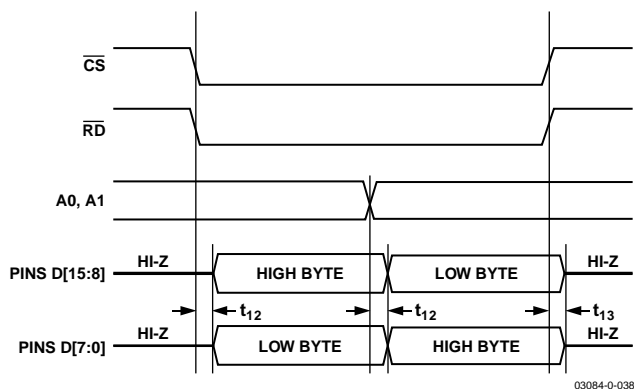 CS
RD
A0, A1
PINS D[15:8] HI-Z HIGH BYTE LOW BYTE HI-Z
t12 t12 t13
PINS D[7:0] HI-Z LOW BYTE HIGH BYTE HI-Z
03084-0-038